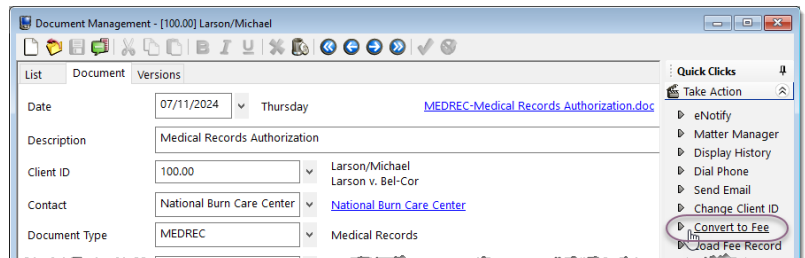 Document Management - [100.00] Larson/Michael
B I U
List Document Versions
Date 07/11/2024 Thursday MEDREC-Medical Records Authorization.doc
Description Medical Records Authorization
Client ID 100.00 Larson/Michael
Larson v. Bel-Cor
Contact National Burn Care Center National Burn Care Center
Document Type MEDREC Medical Records
Quick Clicks
Take Action
eNotify
Matter Manager
Display History
Dial Phone
Send Email
Change Client ID
Convert to Fee
Load Fee Record